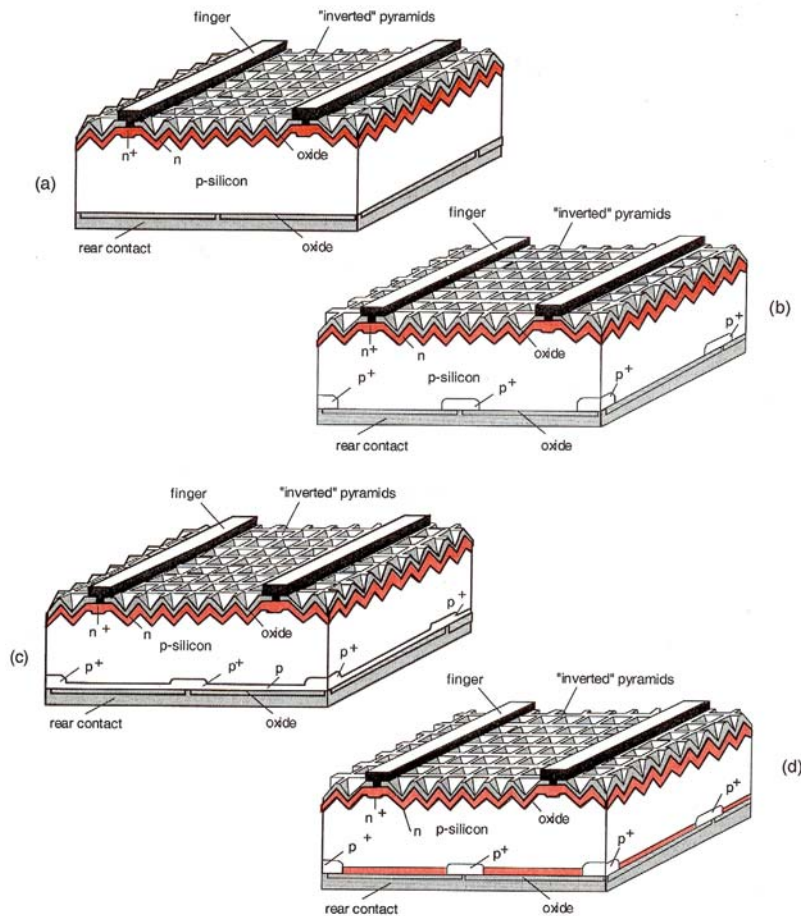 finger "inverted" pyramids
n+ n oxide
p-silicon
(a)
rear contact oxide
finger "inverted" pyramids
(b)
n+ n oxide p+
p+ p-silicon p+ p+
rear contact oxide
finger "inverted" pyramids
n+ n oxide p+
p-silicon
(c) p+ p+ p p+
rear contact oxide
finger "inverted" pyramids
(d)
n+ n p-silicon oxide p+
p+ p+ p+
rear contact oxide